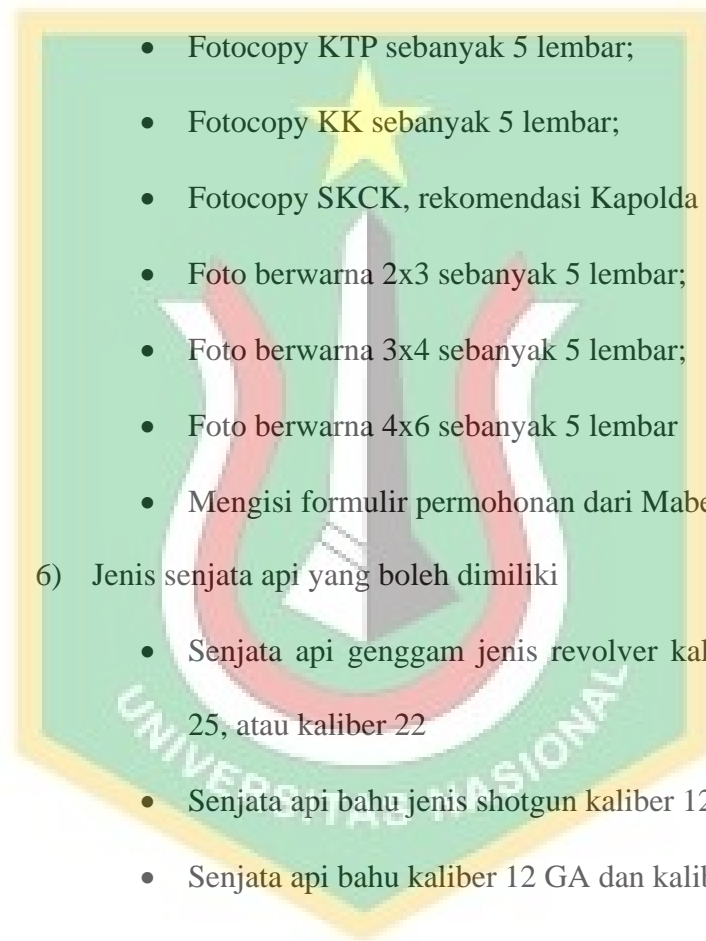 • Fotocopy KTP sebanyak 5 lembar;
• Fotocopy KK sebanyak 5 lembar;
• Fotocopy SKCK, rekomendasi Kapolda
• Foto berwarna 2x3 sebanyak 5 lembar;
• Foto berwarna 3x4 sebanyak 5 lembar;
• Foto berwarna 4x6 sebanyak 5 lembar
• Mengisi formulir permohonan dari
6) Jenis senjata api yang boleh dimiliki
• Senjata api genggam jenis revolver
25, atau kaliber 22
• Senjata api bahu jenis shotgun kaliber 12
• Senjata api bahu kaliber 12 GA dan
UNIVERSITAS NASIONAL